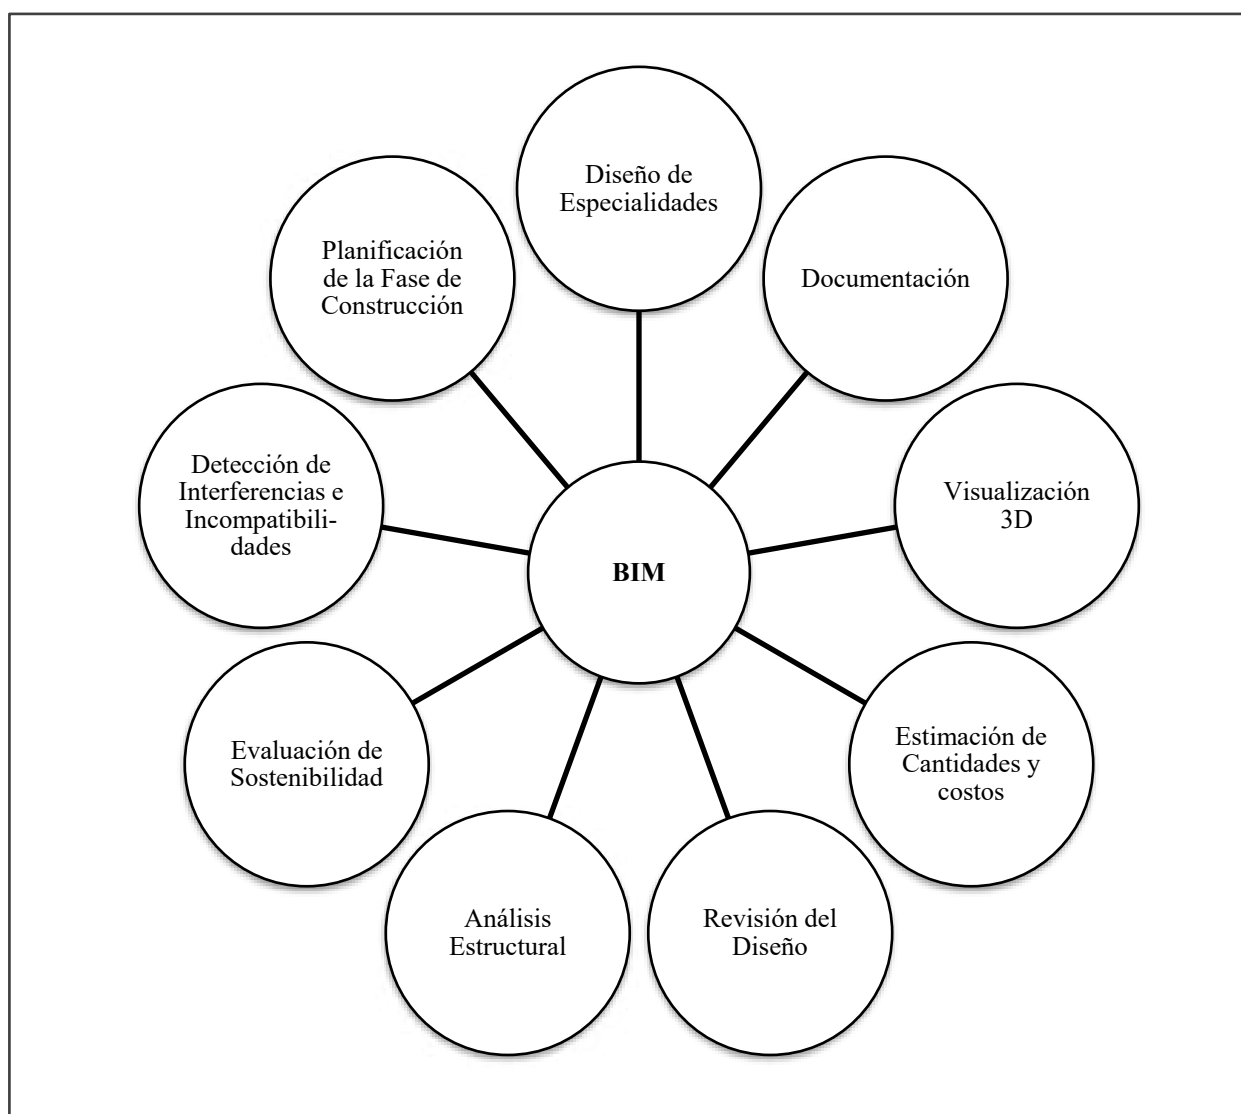 Diseño de
Especialidades
Documentación
Visualización
3D
Estimación de
Cantidades y
costos
Revisión del
Diseño
Análisis
Estructural
Evaluación de
Sostenibilidad
Detección de
Interferencias e
Incompatibili-
dades
Planificación
de la Fase de
Construcción
BIM